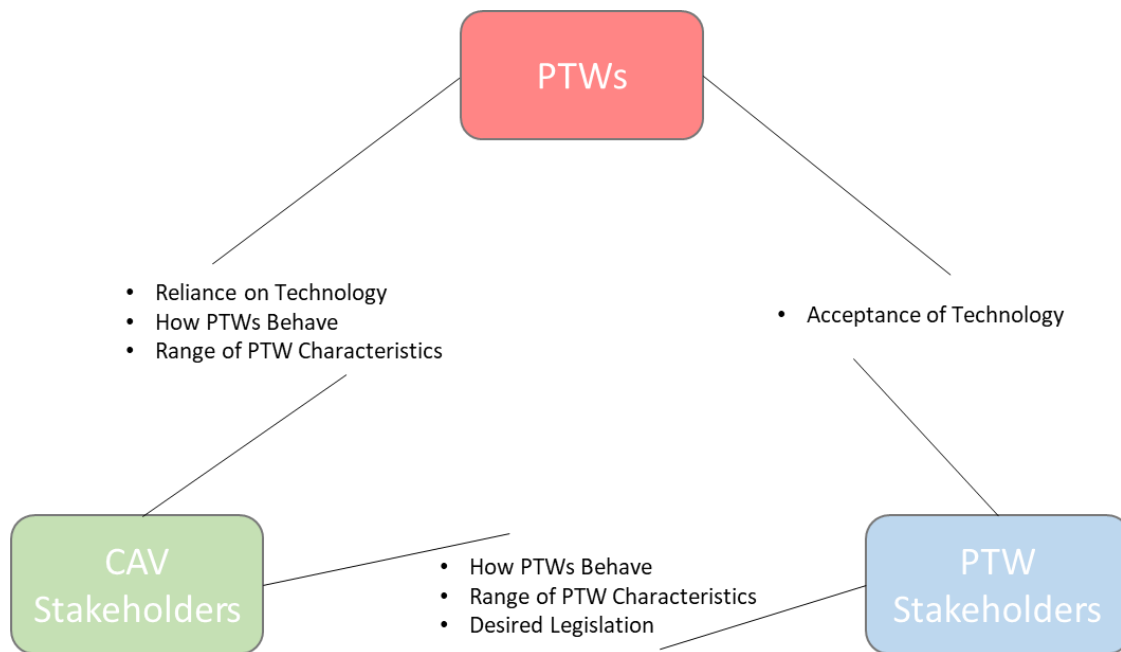 PTWs
• Reliance on Technology
• How PTWs Behave
• Range of PTW Characteristics
• Acceptance of Technology
CAV
Stakeholders
• How PTWs Behave
• Range of PTW Characteristics
• Desired Legislation
PTW
Stakeholders